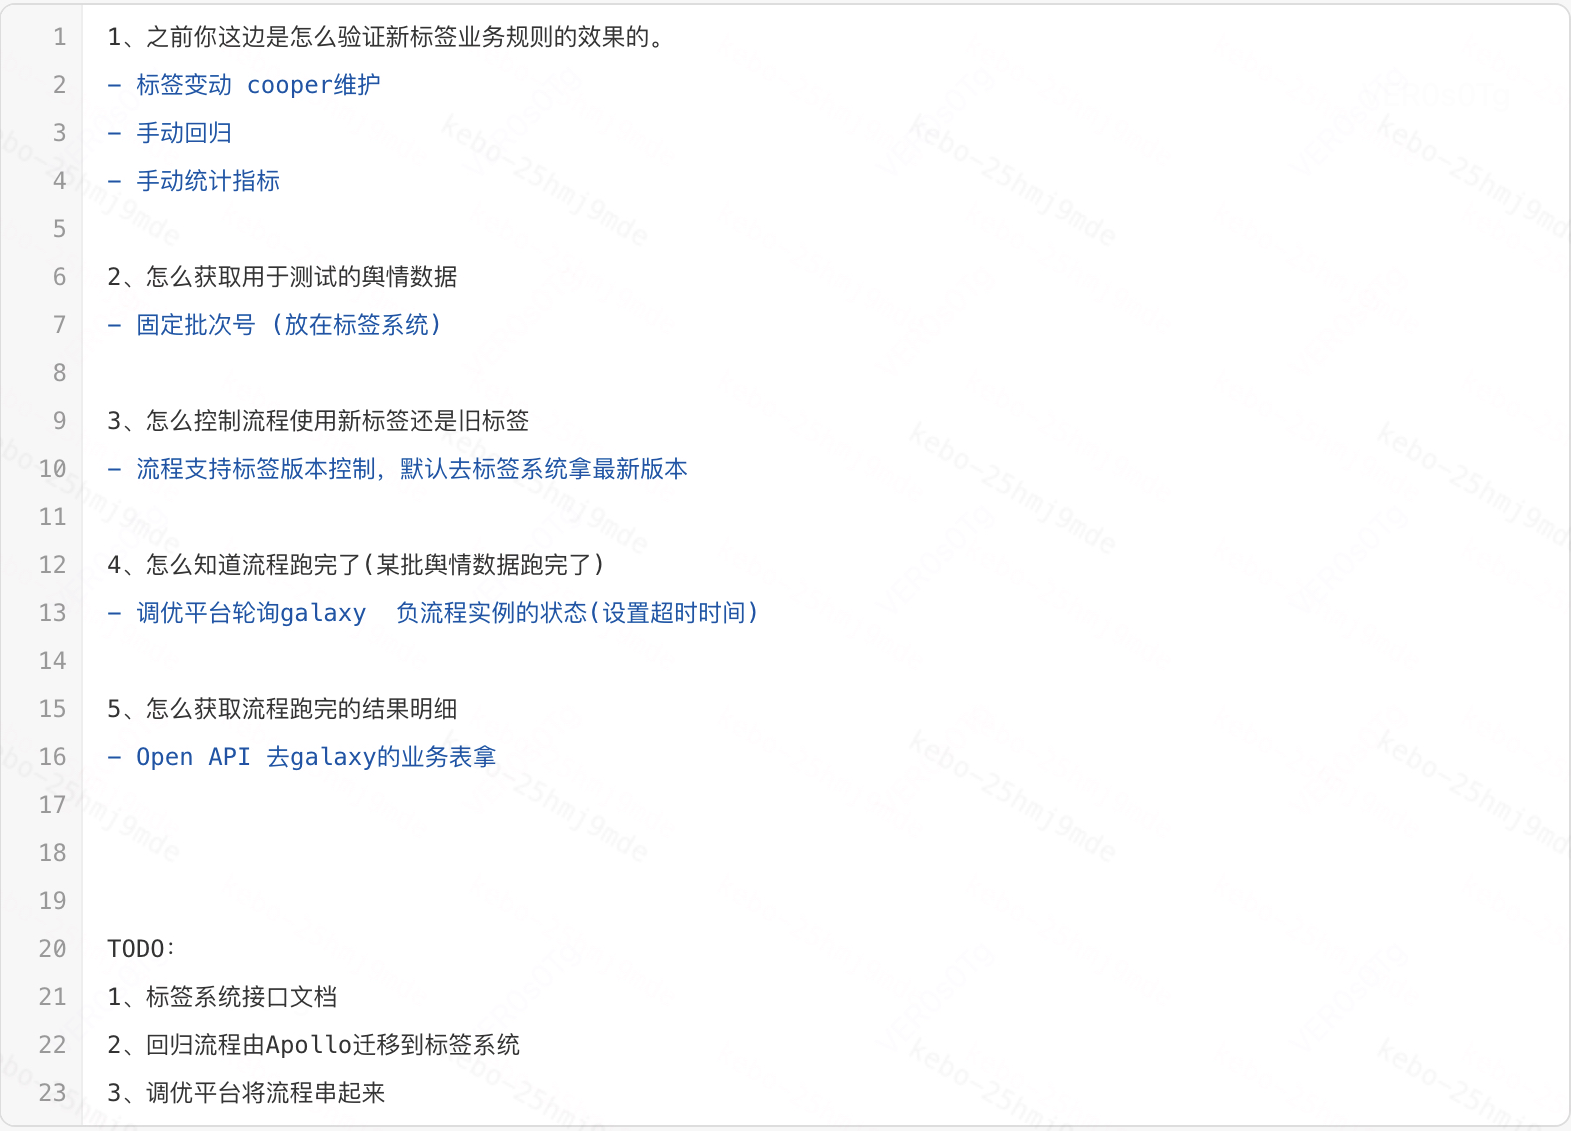 1 1、之前你这边是怎么验证新标签业务规则的效果的。
2 - 标签变动 cooper维护
3 - 手动回归
4 - 手动统计指标
5
6 2、怎么获取用于测试的舆情数据
7 - 固定批次号 (放在标签系统)
8
9 3、怎么控制流程使用新标签还是旧标签
10 - 流程支持标签版本控制，默认去标签系统拿最新版本
11
12 4、怎么知道流程跑完了(某批舆情数据跑完了)
13 - 调优平台轮询galaxy  负流程实例的状态(设置超时时间)
14
15 5、怎么获取流程跑完的结果明细
16 - Open API 去galaxy的业务表拿
17
18
19
20 TODO：
21 1、标签系统接口文档
22 2、回归流程由Apollo迁移到标签系统
23 3、调优平台将流程串起来
kebo-25hmj9mde